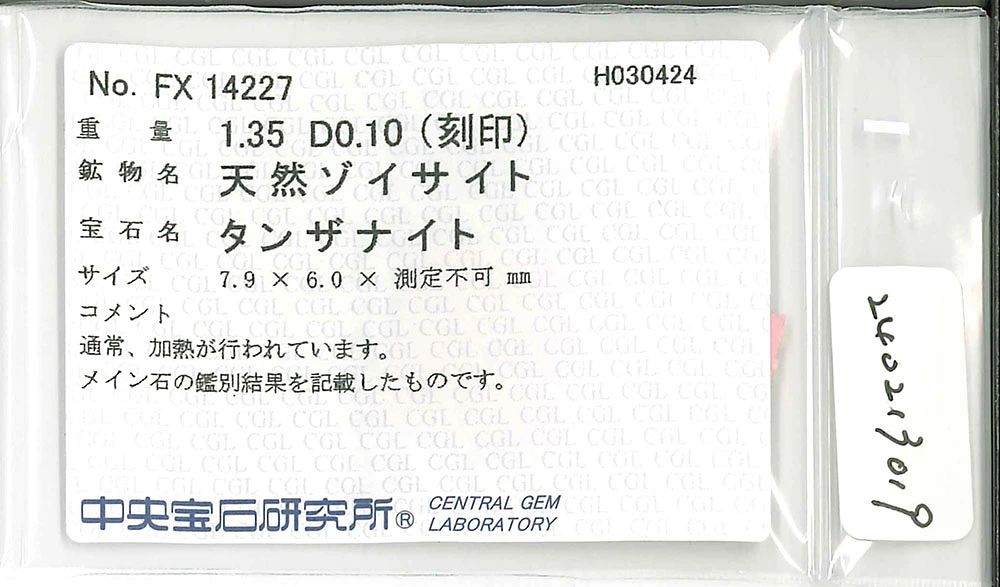 No. FX 14227
H030424
重量 1.35 D0.10(刻印)
鉱物名 天然ゾイサイト
宝石名 タンザナイト
サイズ 7.9 × 6.0 × 測定不可 mm
コメント
通常、加熱が行われています。
メイン石の鑑別結果を記載したものです。
中央宝石研究所® CENTRAL GEM
LABORATORY
240213019